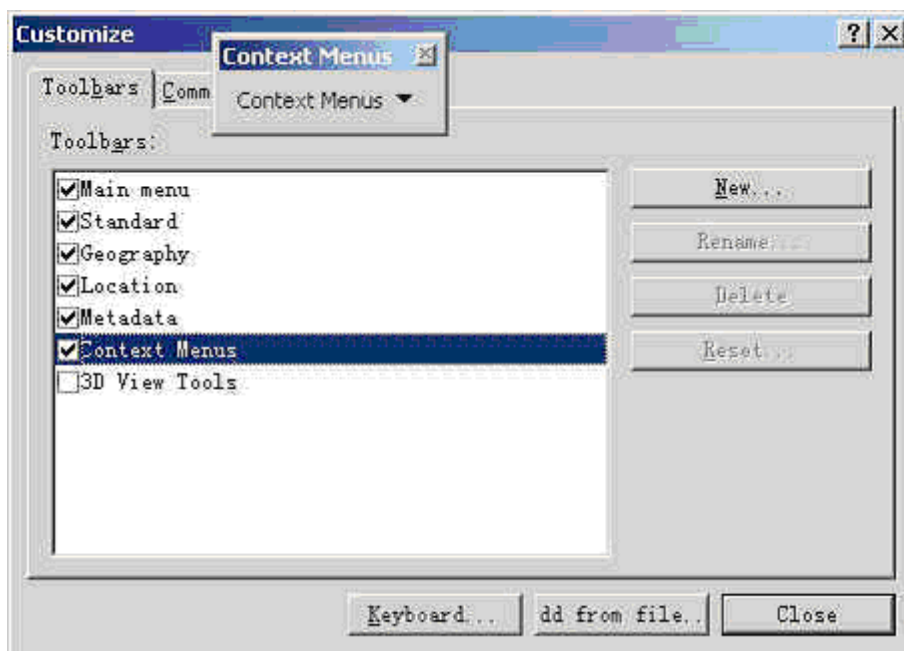 Customize
Context Menus
Context Menus
Toolbars
Comm
Toolbars:
Main menu
Standard
Geography
Location
Metadata
Context Menus
3D View Tools
New...
Rename...
Delete
Reset...
Keyboard...
dd from file..
Close